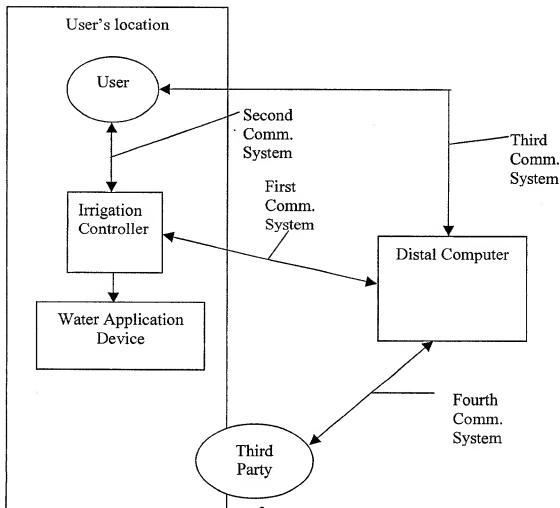 User's location
User
Second
Comm.
System
Third
Comm.
System
First
Comm.
System
Irrigation
Controller
Distal Computer
Water Application
Device
Fourth
Comm.
System
Third
Party